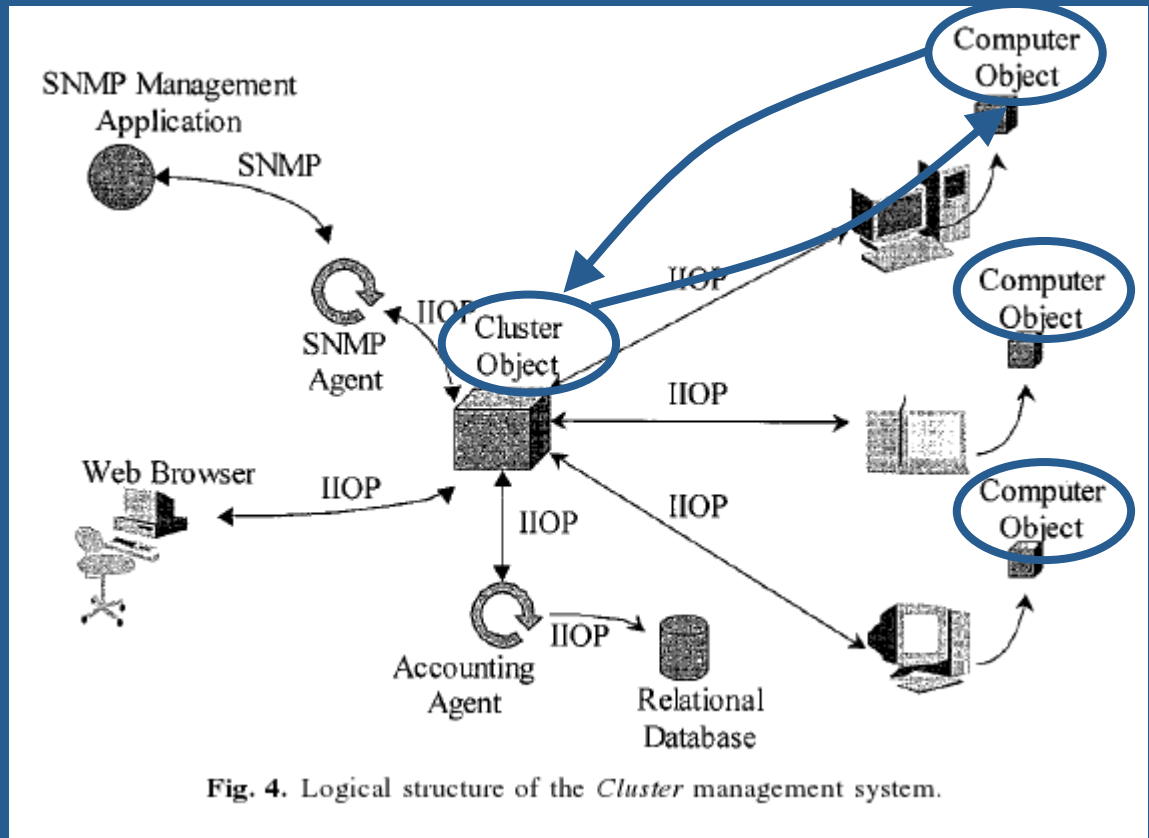 SNMP Management
Application
SNMP
SNMP
Agent
IIOP
Cluster
Object
Web Browser
IIOP
IIOP
Accounting
Agent
IIOP
Relational
Database
IIOP
Computer
Object
IIOP
Computer
Object
IIOP
Computer
Object
Fig. 4. Logical structure of the Cluster management system.